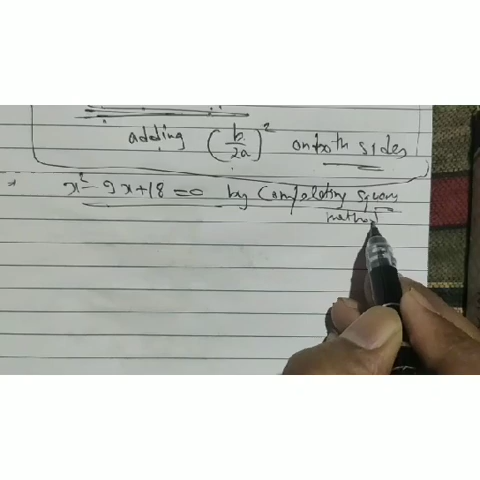 adding (b/2a)² on both sides
x² - 9x + 18 = 0 by Completing square
method